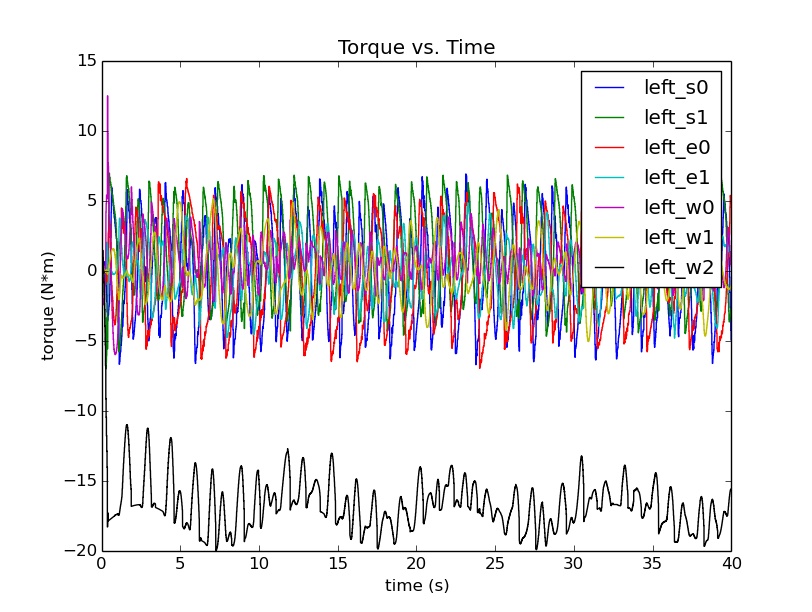 Torque vs. Time
15
10
5
0
−5
−10
−15
−20
torque (N*m)
left_s0
left_s1
left_e0
left_e1
left_w0
left_w1
left_w2
0
5
10
15
20
25
30
35
40
time (s)